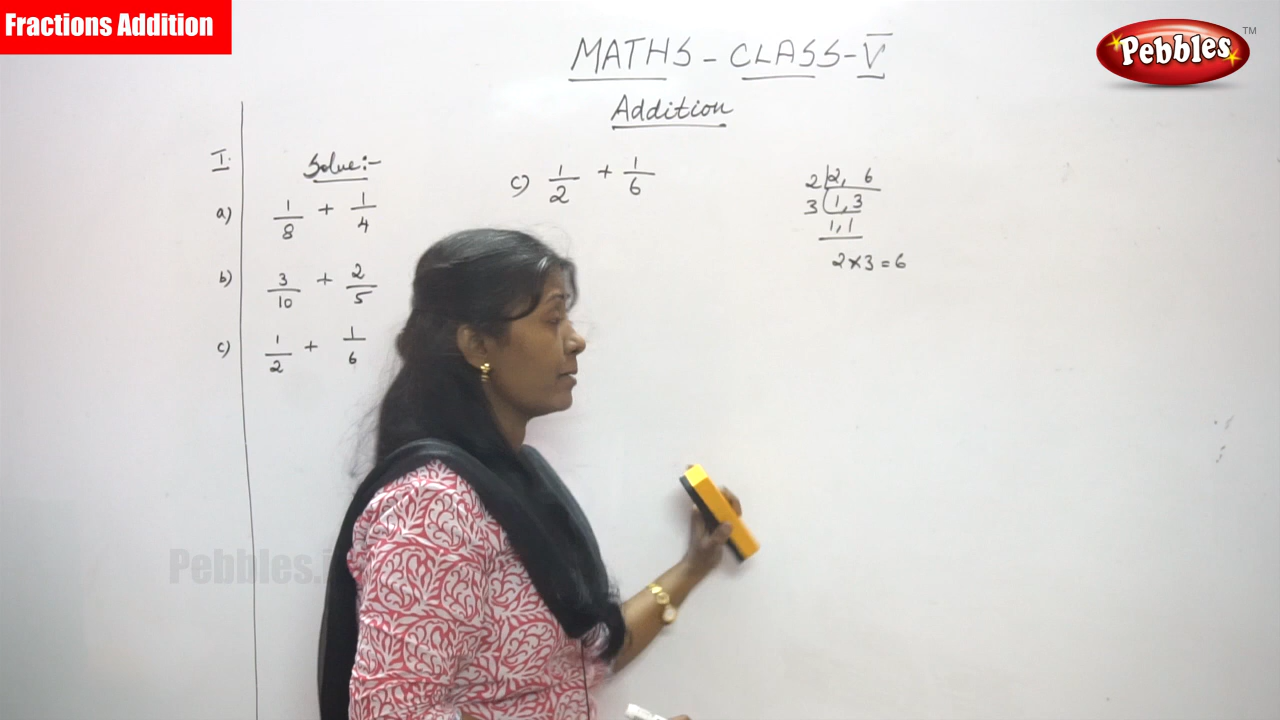 Fractions Addition
Pebbles TM
MATHS - CLASS - V
Addition
I. Solve:-
a) 1/8 + 1/4
b) 3/10 + 2/5
c) 1/2 + 1/6
c) 1/2 + 1/6
2 | 2, 6
3 | 1, 3
1, 1
2 × 3 = 6
Pebbles.